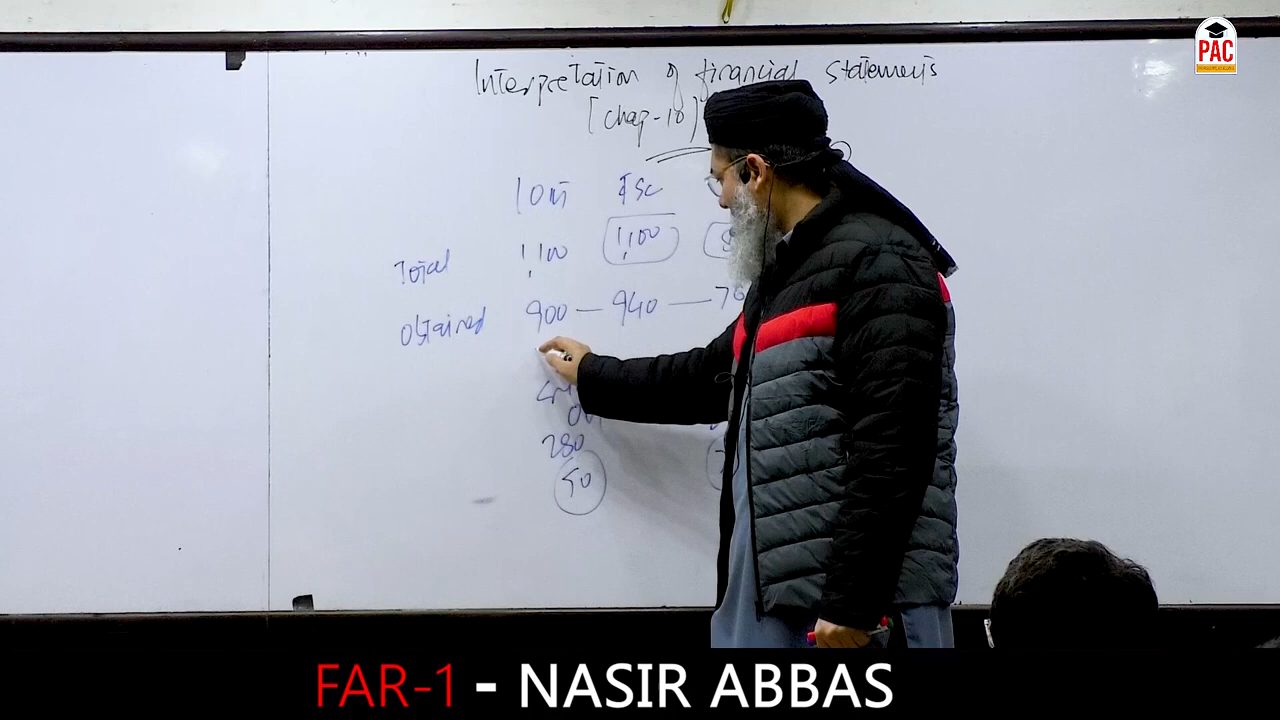 PAC
Interpretation of financial statements
[chap-10]
10th FSC
Total 1,100 1,100
Obtained 900 — 940 —
280
50
FAR-1 - NASIR ABBAS